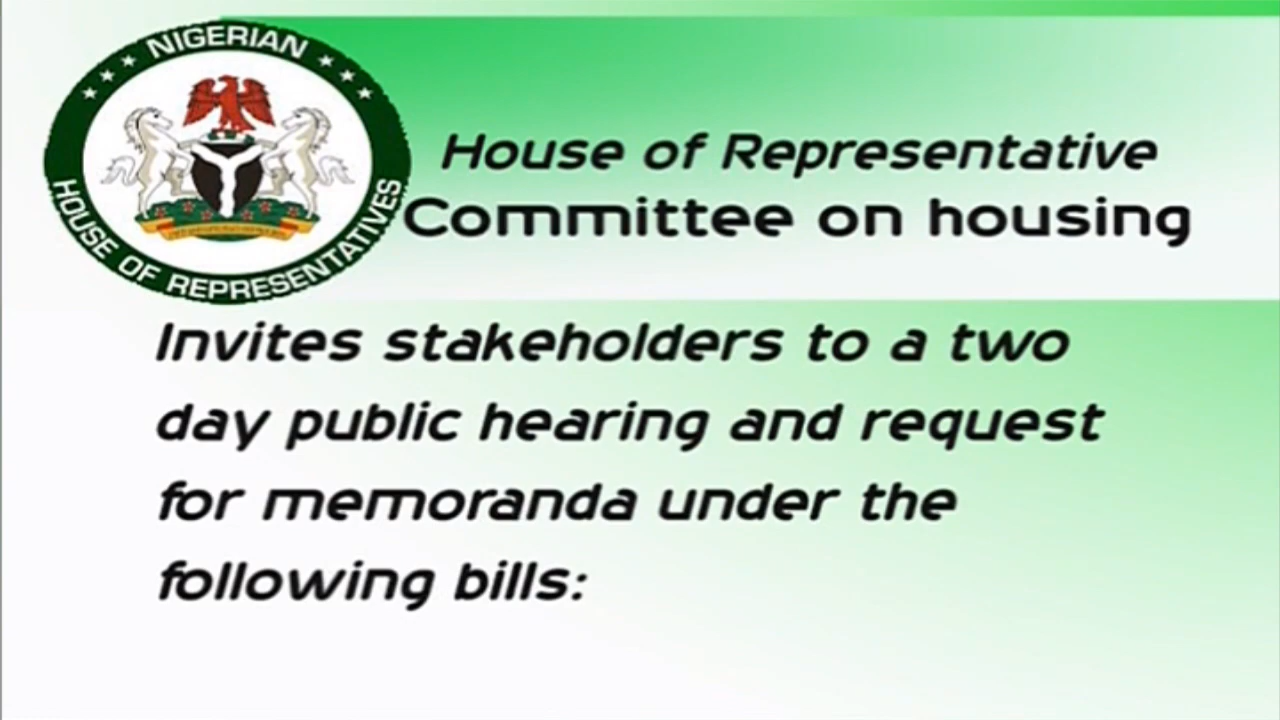 NIGERIAN
HOUSE OF REPRESENTATIVES
House of Representative
Committee on housing
Invites stakeholders to a two
day public hearing and request
for memoranda under the
following bills: